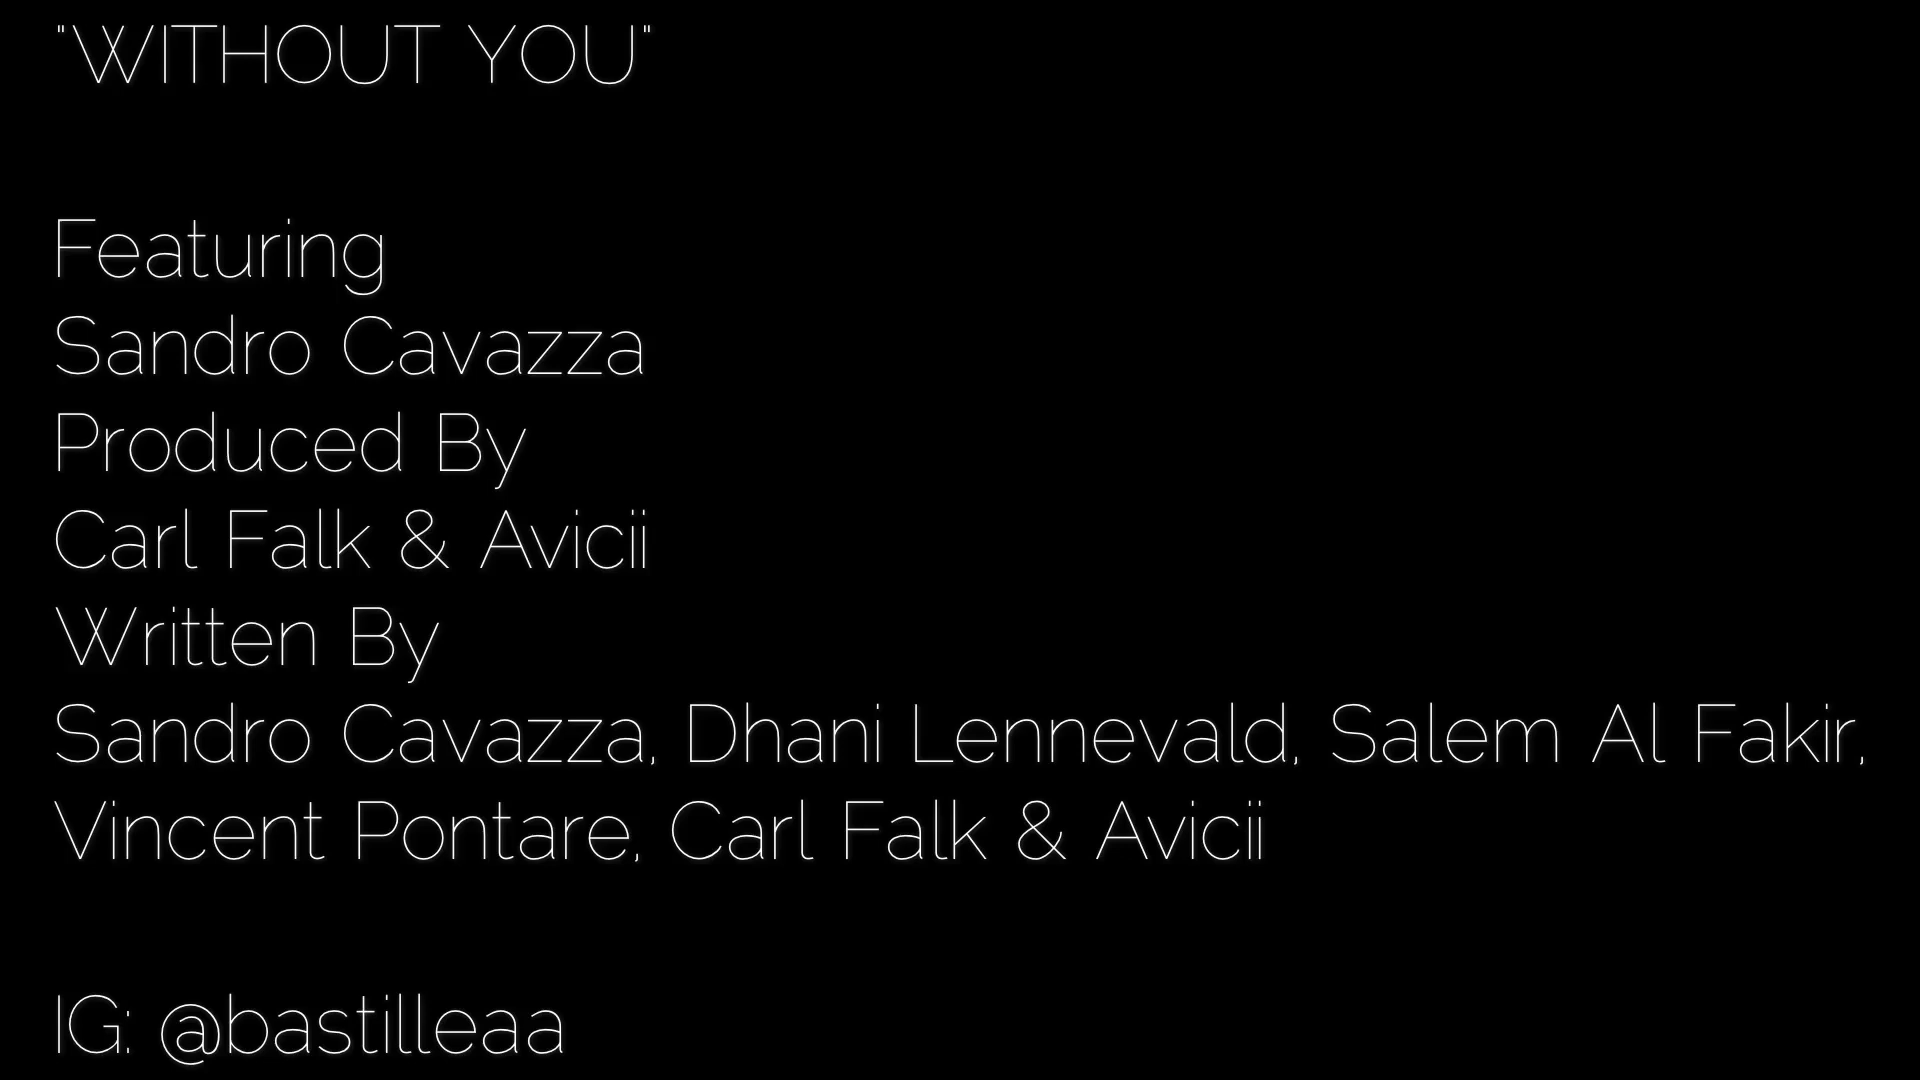 "WITHOUT YOU"
Featuring
Sandro Cavazza
Produced By
Carl Falk & Avicii
Written By
Sandro Cavazza, Dhani Lennevald, Salem Al Fakir,
Vincent Pontare, Carl Falk & Avicii
IG: @bastilleaa